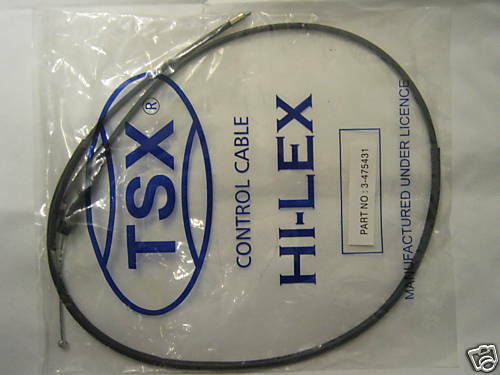 TSX®
CONTROL CABLE
HI-LEX
PART NO : 3-475431
MANUFACTURED UNDER LICENCE